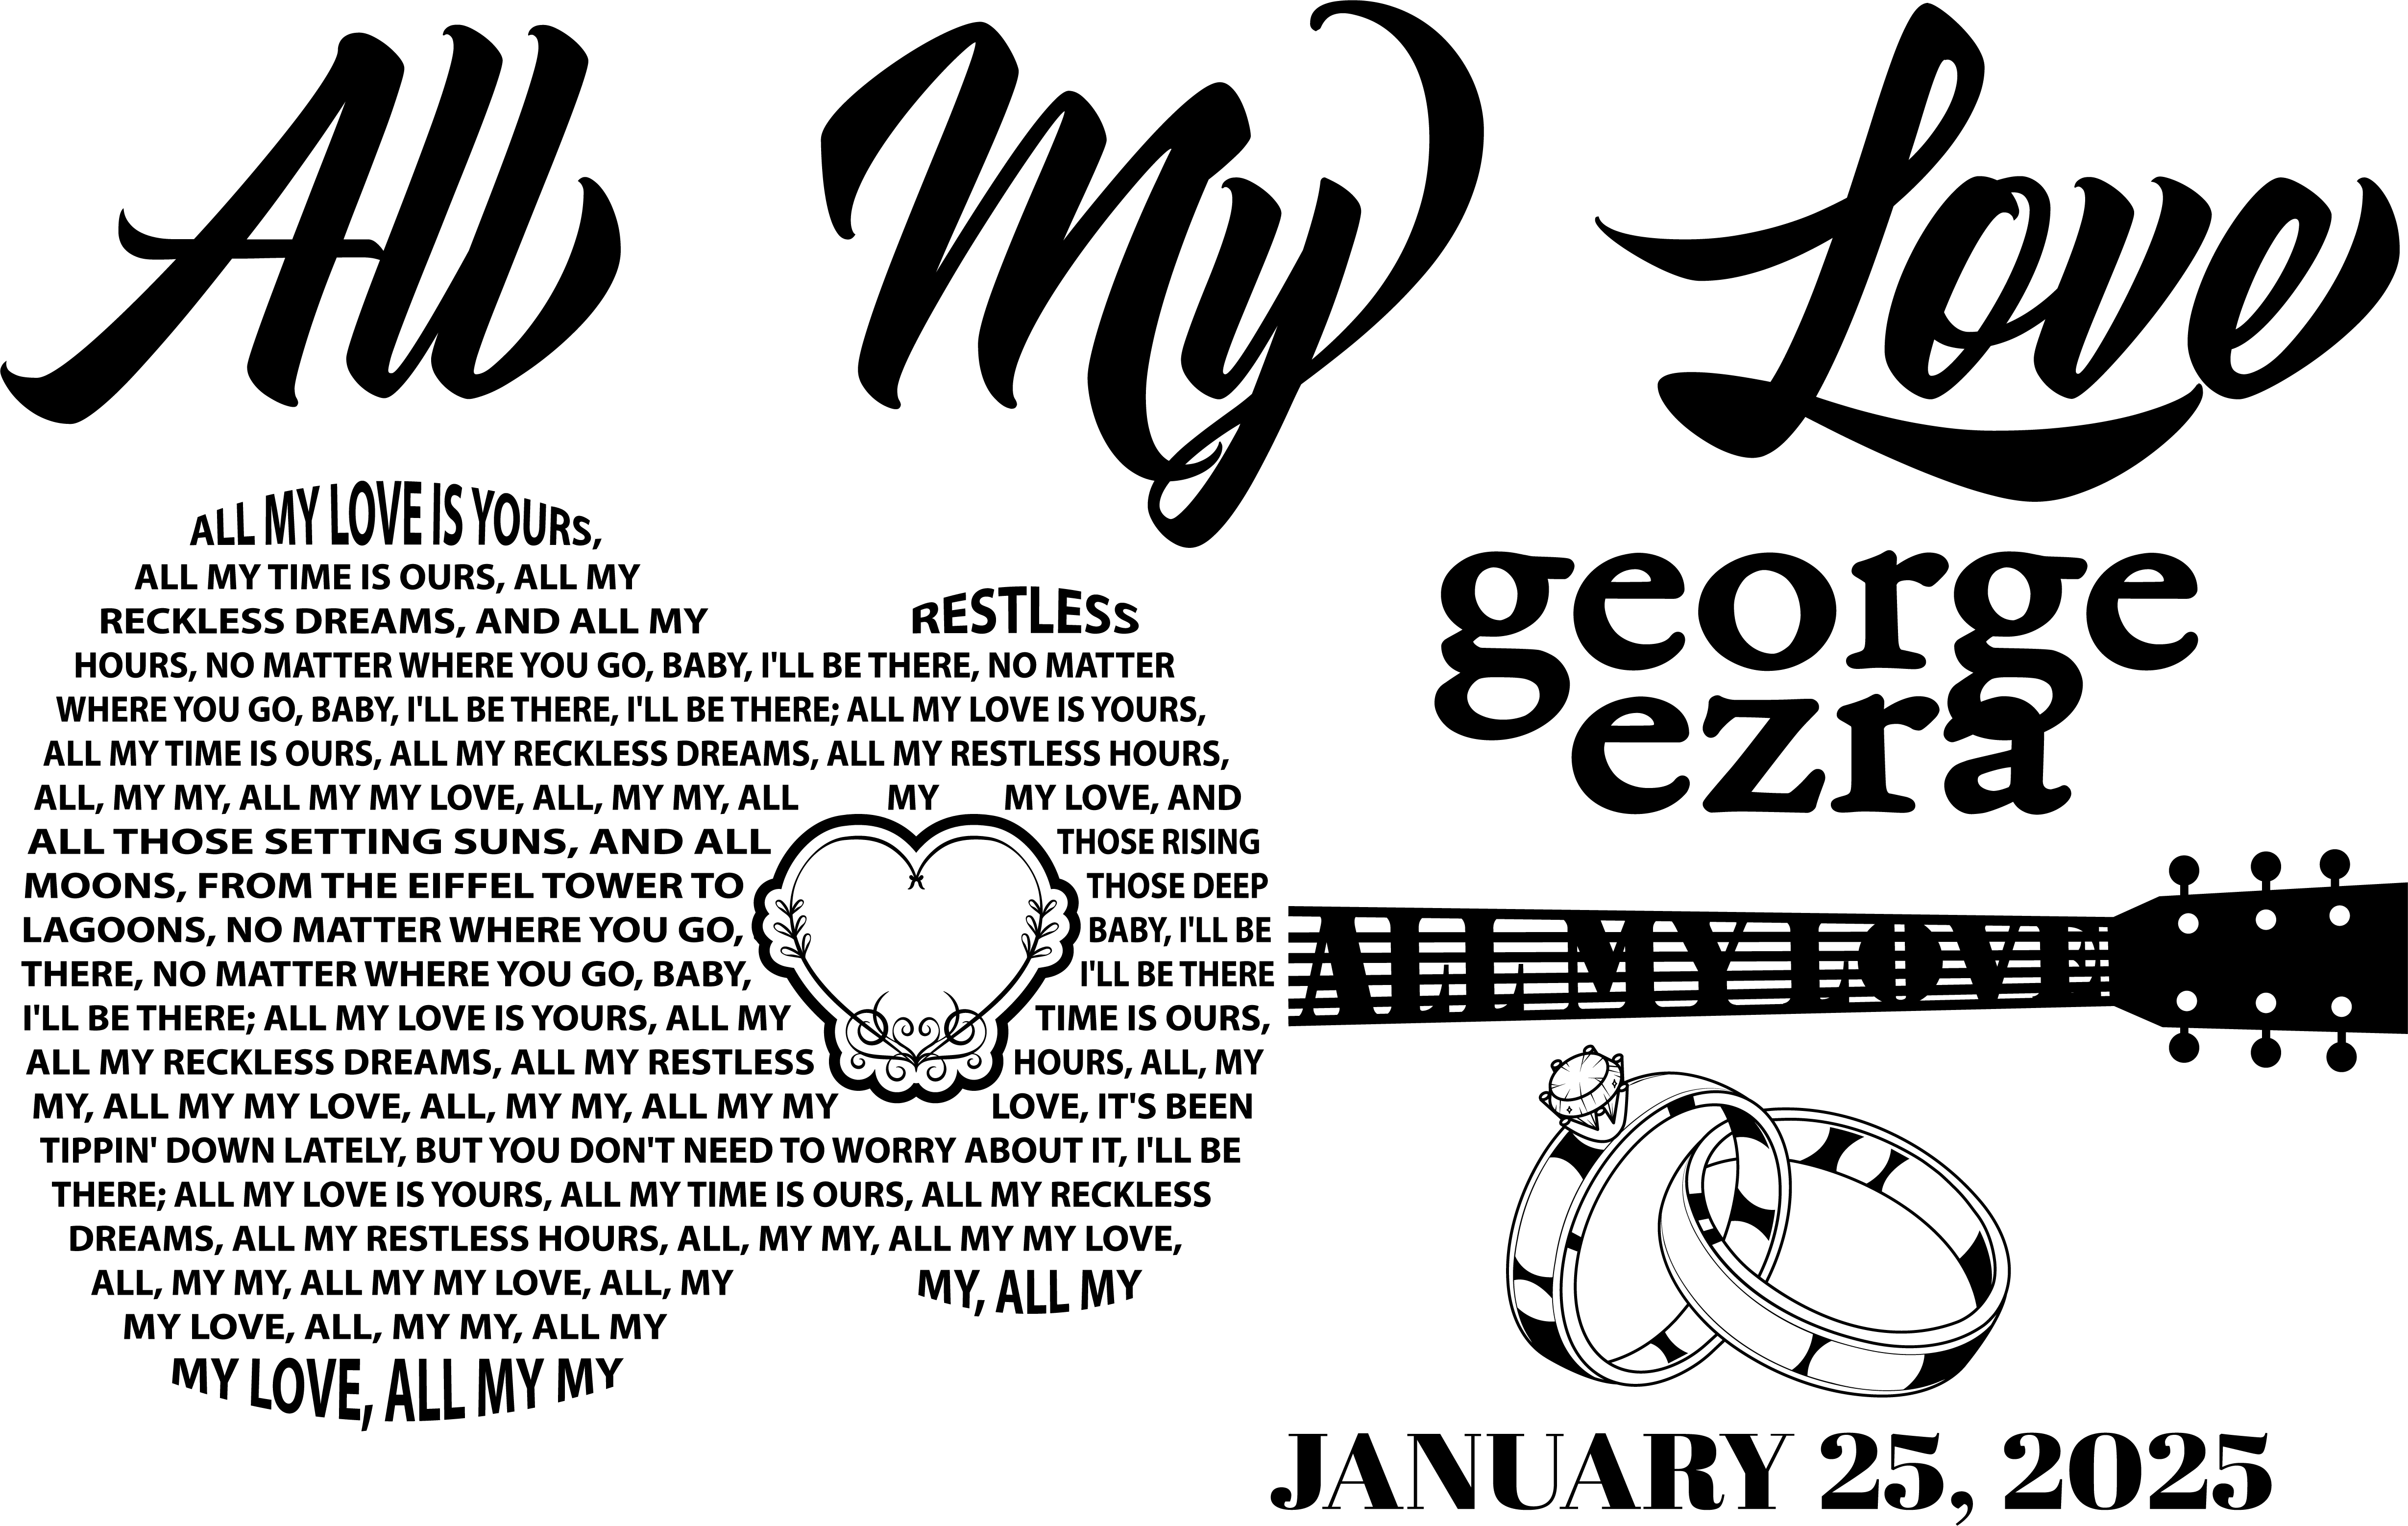 All My Love
ALL MY LOVE IS YOURS,
ALL MY TIME IS OURS, ALL MY
RECKLESS DREAMS, AND ALL MY RESTLESS
HOURS, NO MATTER WHERE YOU GO, BABY, I'LL BE THERE, NO MATTER
WHERE YOU GO, BABY, I'LL BE THERE, I'LL BE THERE; ALL MY LOVE IS YOURS,
ALL MY TIME IS OURS, ALL MY RECKLESS DREAMS, ALL MY RESTLESS HOURS,
ALL, MY MY, ALL MY MY LOVE, ALL, MY MY, ALL MY MY LOVE, AND
ALL THOSE SETTING SUNS, AND ALL THOSE RISING
MOONS, FROM THE EIFFEL TOWER TO THOSE DEEP
LAGOONS, NO MATTER WHERE YOU GO, BABY, I'LL BE
THERE, NO MATTER WHERE YOU GO, BABY, I'LL BE THERE
I'LL BE THERE; ALL MY LOVE IS YOURS, ALL MY TIME IS OURS,
ALL MY RECKLESS DREAMS, ALL MY RESTLESS HOURS, ALL, MY
MY, ALL MY MY LOVE, ALL, MY MY, ALL MY MY LOVE, IT'S BEEN
TIPPIN' DOWN LATELY, BUT YOU DON'T NEED TO WORRY ABOUT IT, I'LL BE
THERE; ALL MY LOVE IS YOURS, ALL MY TIME IS OURS, ALL MY RECKLESS
DREAMS, ALL MY RESTLESS HOURS, ALL, MY MY, ALL MY MY LOVE,
ALL, MY MY, ALL MY MY LOVE, ALL, MY MY, ALL MY
MY LOVE, ALL, MY MY, ALL MY
MY LOVE, ALL MY MY
george
ezra
ALL MY LOVE
JANUARY 25, 2025